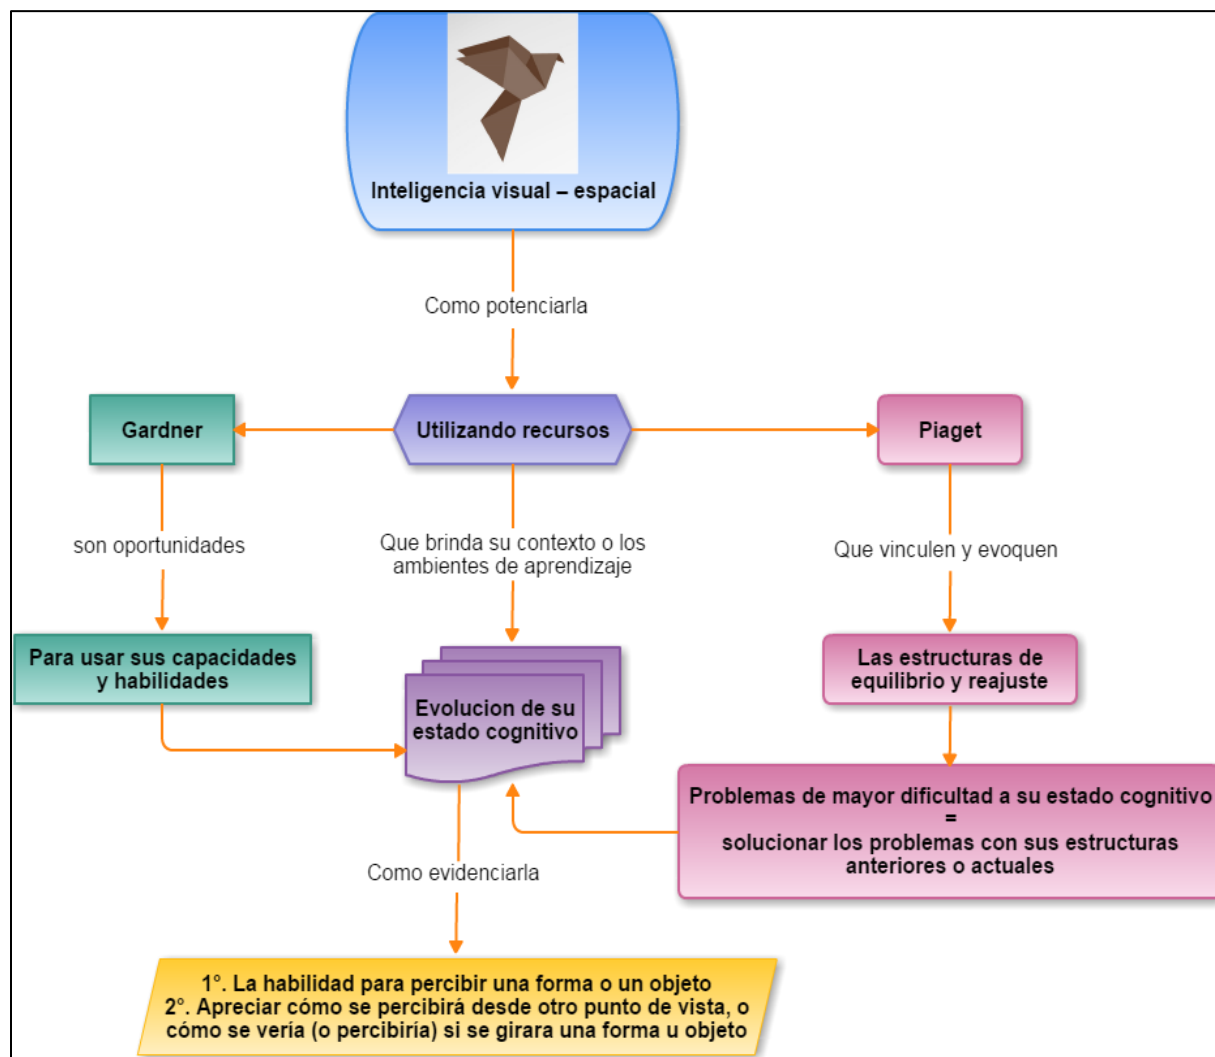 Inteligencia visual – espacial
Como potenciarla
Gardner
Utilizando recursos
Piaget
son oportunidades
Que brinda su contexto o los
ambientes de aprendizaje
Que vinculen y evoquen
Para usar sus capacidades
y habilidades
Evolucion de su
estado cognitivo
Las estructuras de
equilibrio y reajuste
Problemas de mayor dificultad a su estado cognitivo
=
solucionar los problemas con sus estructuras
anteriores o actuales
Como evidenciarla
1°. La habilidad para percibir una forma o un objeto
2°. Apreciar cómo se percibirá desde otro punto de vista, o
cómo se vería (o percibiría) si se girara una forma u objeto